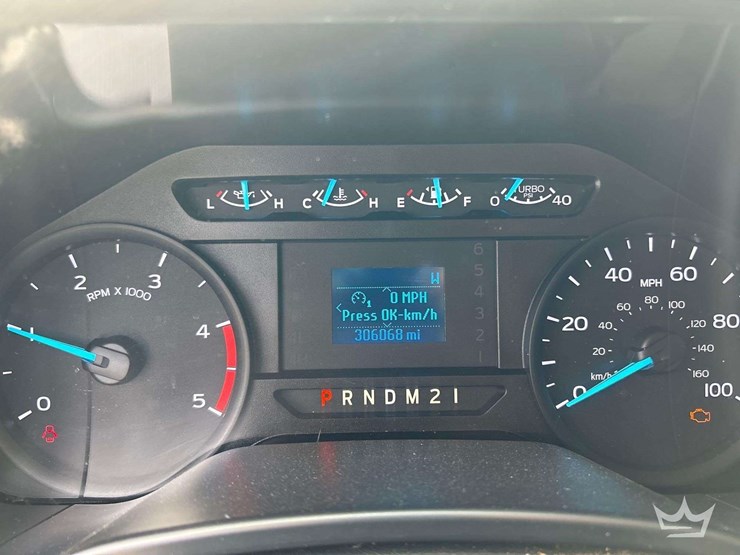 L H C H E F 0 TURBO PSI 40
0 1 2 3 4 5
RPM X 1000
6
5
4
3
2
1
W
1 0 MPH
Press OK-km/h
306068 mi
P R N D M 2 1
0 20 40 60 80 100
MPH
20 40 60 80 100 120 140 160
km/h